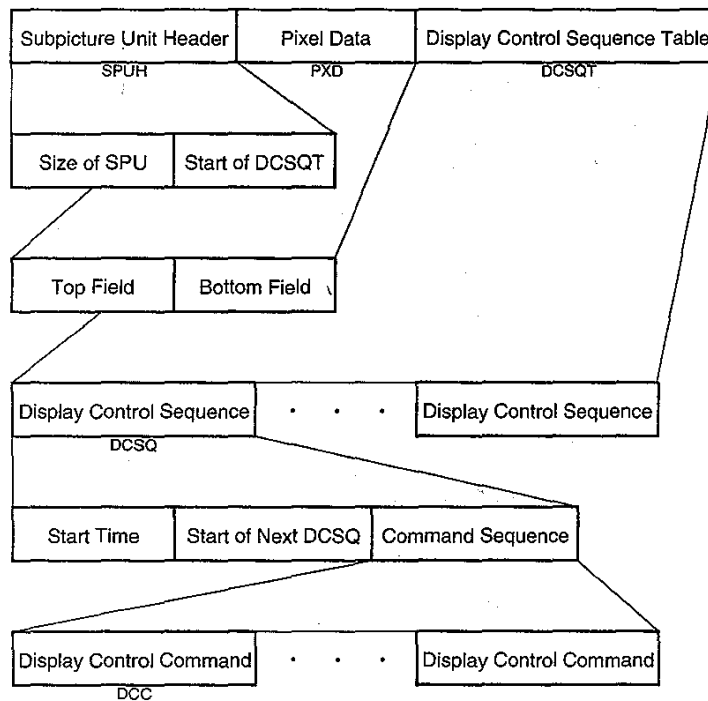 Subpicture Unit Header Pixel Data Display Control Sequence Table
SPUH PXD DCSQT
Size of SPU Start of DCSQT
Top Field Bottom Field
Display Control Sequence · · · Display Control Sequence
DCSQ
Start Time Start of Next DCSQ Command Sequence
Display Control Command · · · Display Control Command
DCC